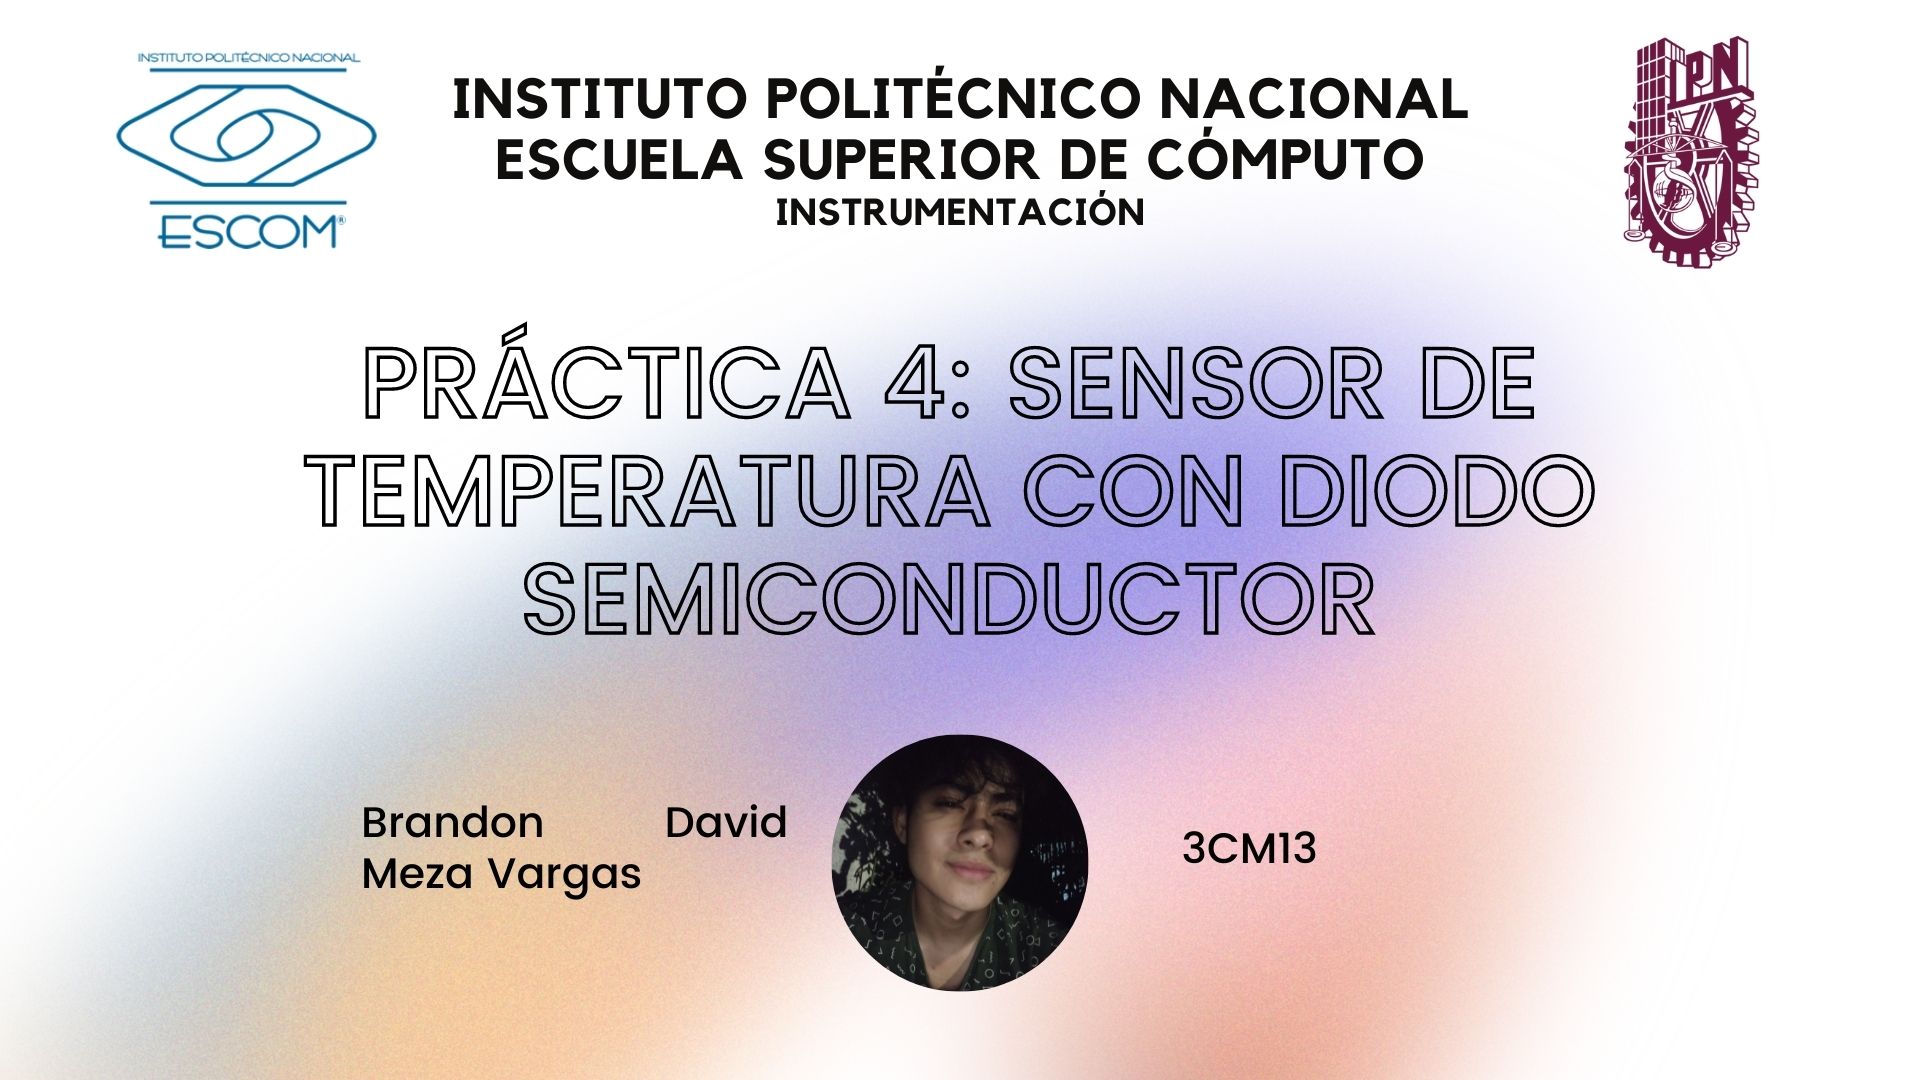 INSTITUTO POLITÉCNICO NACIONAL
ESCOM®
INSTITUTO POLITÉCNICO NACIONAL
ESCUELA SUPERIOR DE CÓMPUTO
INSTRUMENTACIÓN
IPN
PRÁCTICA 4: SENSOR DE
TEMPERATURA CON DIODO
SEMICONDUCTOR
Brandon David
Meza Vargas
3CM13